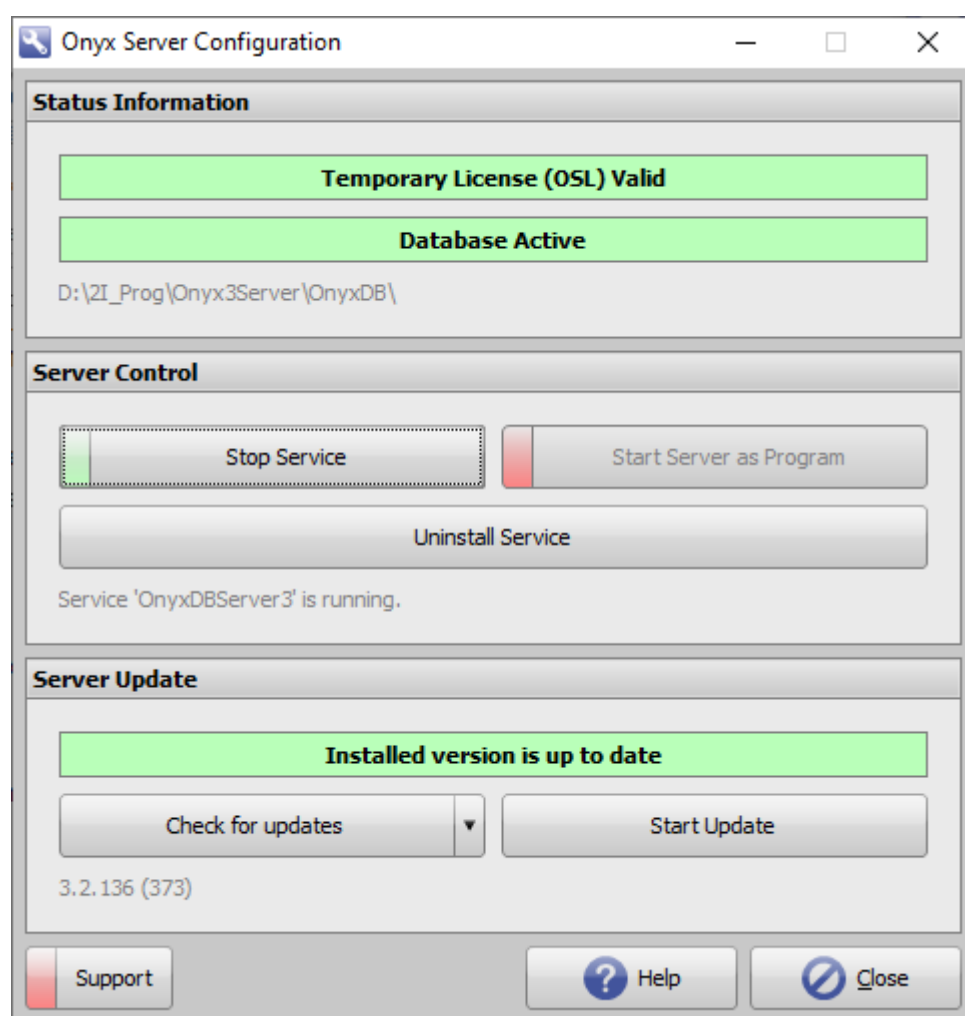 Onyx Server Configuration
Status Information
Temporary License (OSL) Valid
Database Active
D:\2I_Prog\Onyx3Server\OnyxDB\
Server Control
Stop Service
Start Server as Program
Uninstall Service
Service 'OnyxDBServer3' is running.
Server Update
Installed version is up to date
Check for updates
Start Update
3.2.136 (373)
Support
Help
Close